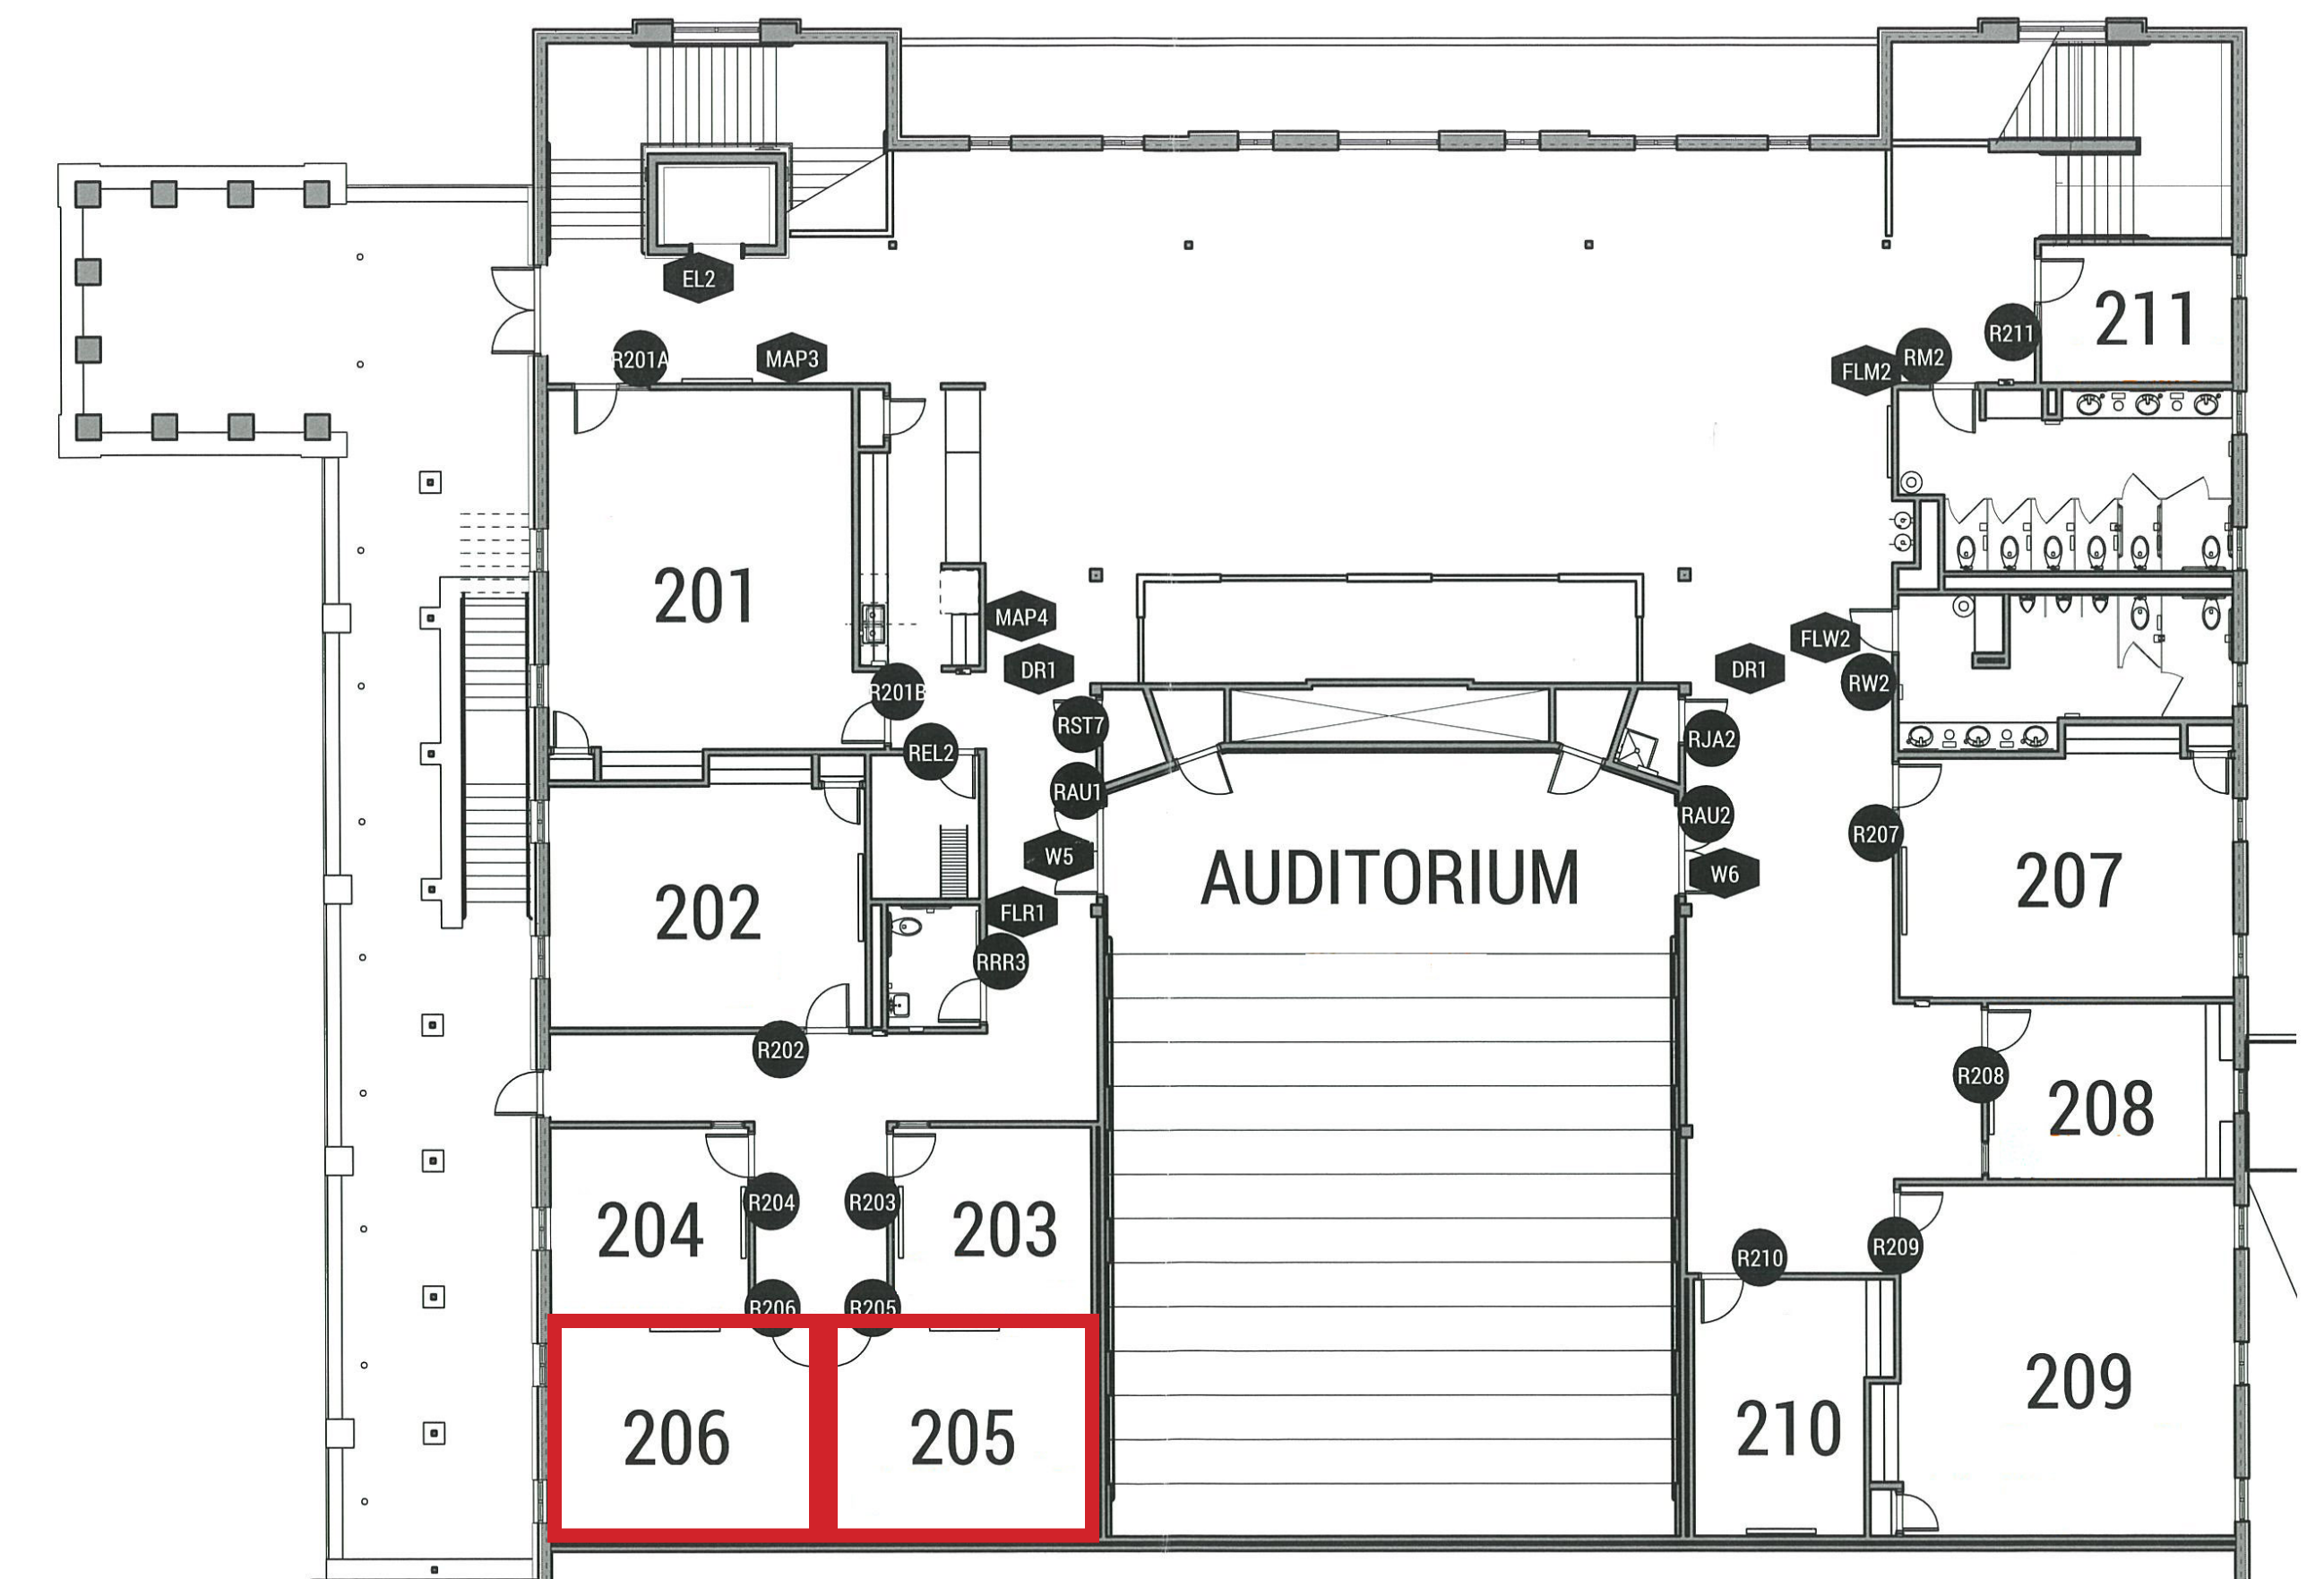 EL2
211
R211
R201A
MAP3
FLM2
RM2
201
MAP4
FLW2
DR1
DR1
RW2
R201B
RST7
RJA2
REL2
RAU1
RAU2
R207
W5
AUDITORIUM
W6
207
202
FLR1
RRR3
R202
R208
208
R204
R203
204
203
R209
R210
R206
R205
209
206
205
210